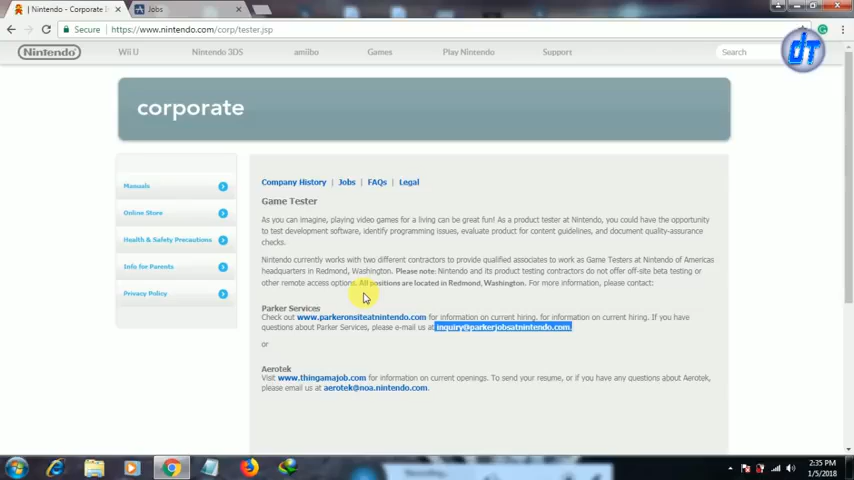 | Nintendo - Corporate I
Jobs
Secure https://www.nintendo.com/corp/tester.jsp
Nintendo Wii U Nintendo 3DS amiibo Games Play Nintendo Support Search
dT
corporate
Manuals
Online Store
Health & Safety Precautions
Info for Parents
Privacy Policy
Company History | Jobs | FAQs | Legal
Game Tester
As you can imagine, playing video games for a living can be great fun! As a product tester at Nintendo, you could have the opportunity
to test development software, identify programming issues, evaluate product for content guidelines, and document quality-assurance
checks.
Nintendo currently works with two different contractors to provide qualified associates to work as Game Testers at Nintendo of Americas
headquarters in Redmond, Washington. Please note: Nintendo and its product testing contractors do not offer off-site beta testing or
other remote access options. All positions are located in Redmond, Washington. For more information, please contact:
Parker Services
Check out www.parkeronsiteatnintendo.com for information on current hiring. for information on current hiring. If you have
questions about Parker Services, please e-mail us at inquiry@parkerjobsatnintendo.com.
or
Aerotek
Visit www.thingamajob.com for information on current openings. To send your resume, or if you have any questions about Aerotek,
please email us at aerotek@noa.nintendo.com.
Recording...
2:35 PM
1/5/2018